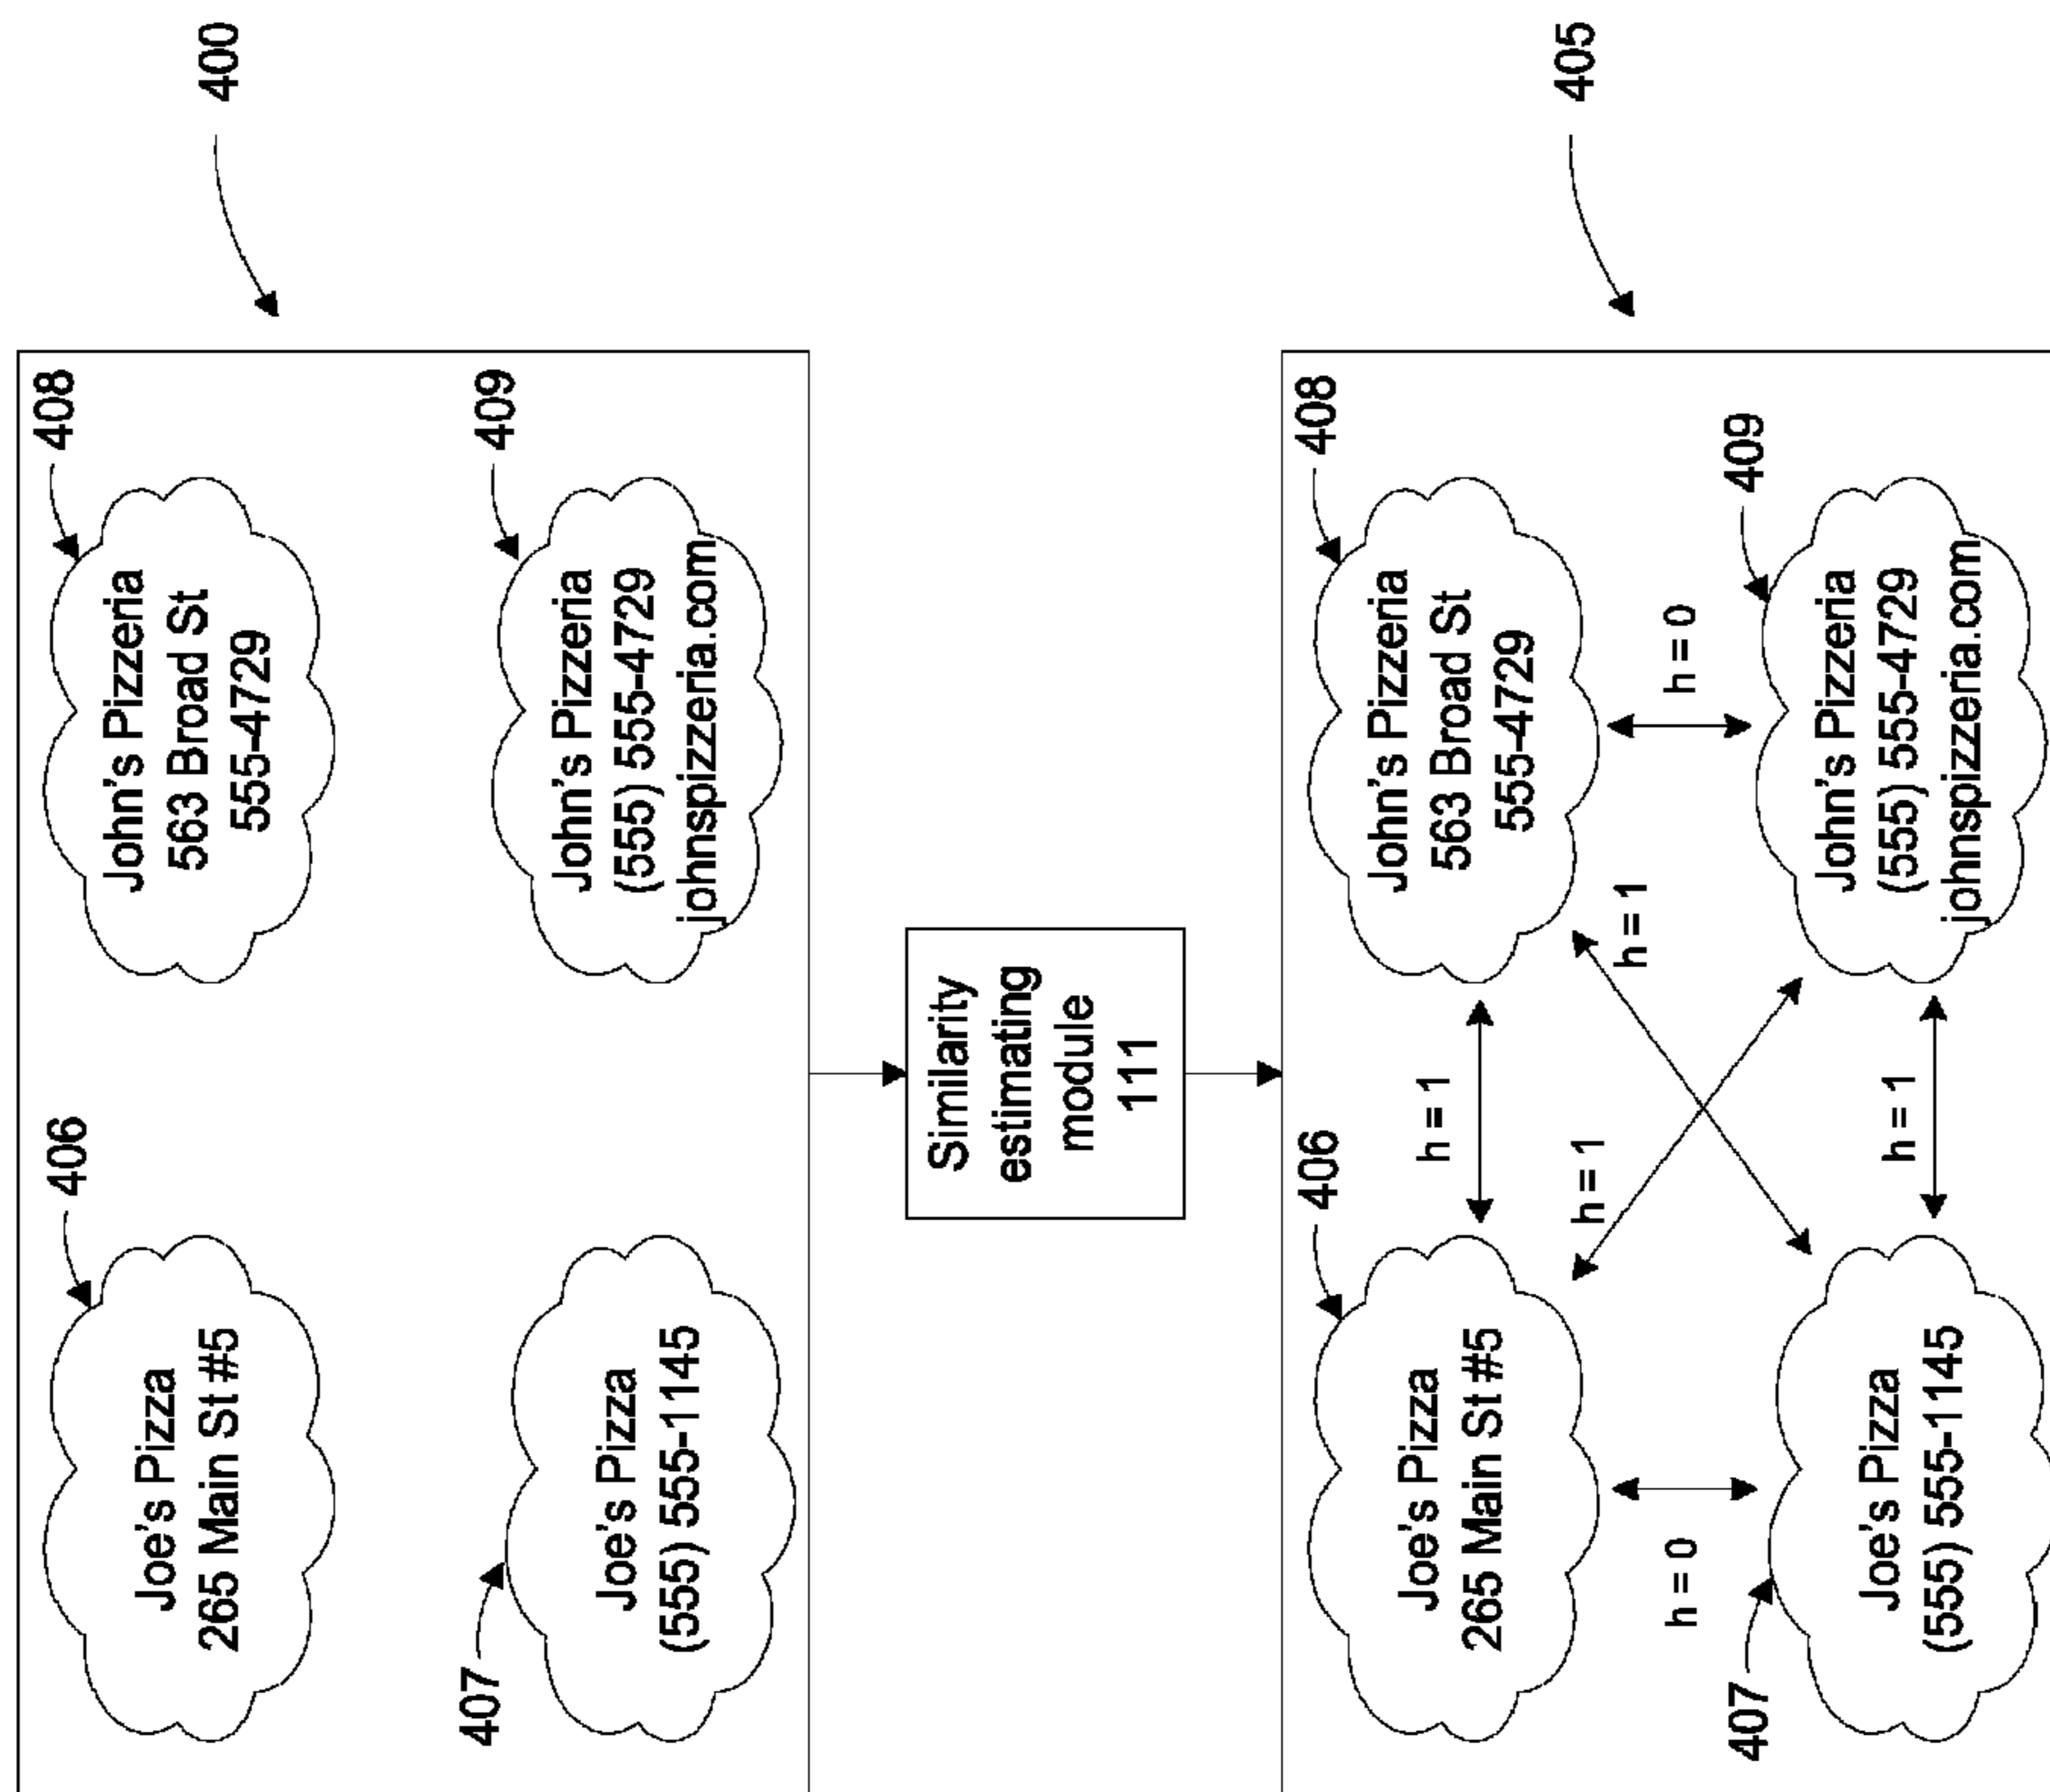 400
406
Joe's Pizza
265 Main St #5
408
John's Pizzeria
563 Broad St
555-4729
407
Joe's Pizza
(555) 555-1145
409
John's Pizzeria
(555) 555-4729
johnspizzeria.com
Similarity
estimating
module
111
405
406
Joe's Pizza
265 Main St #5
h = 1
408
John's Pizzeria
563 Broad St
555-4729
h = 0
h = 1
h = 1
h = 0
407
Joe's Pizza
(555) 555-1145
h = 1
409
John's Pizzeria
(555) 555-4729
johnspizzeria.com